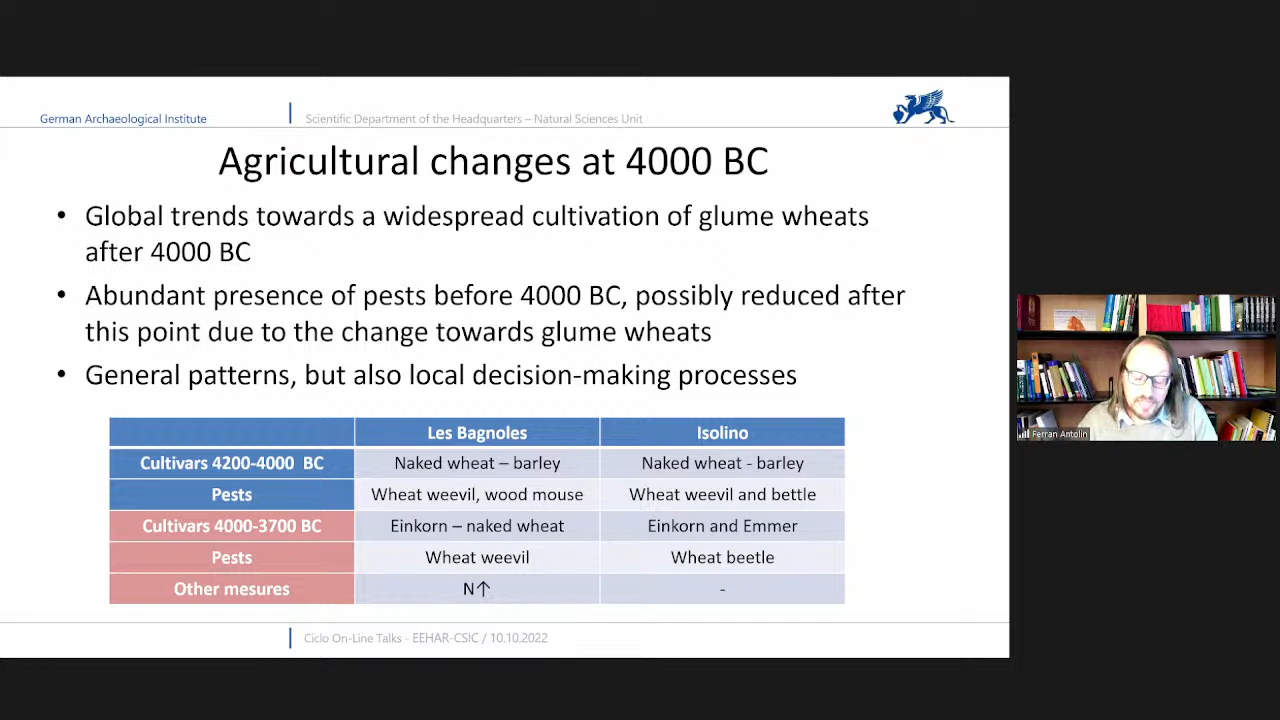 German Archaeological Institute
Scientific Department of the Headquarters – Natural Sciences Unit
Agricultural changes at 4000 BC
• Global trends towards a widespread cultivation of glume wheats
after 4000 BC
• Abundant presence of pests before 4000 BC, possibly reduced after
this point due to the change towards glume wheats
• General patterns, but also local decision-making processes
Les Bagnoles Isolino
Cultivars 4200-4000 BC Naked wheat – barley Naked wheat - barley
Pests Wheat weevil, wood mouse Wheat weevil and bettle
Cultivars 4000-3700 BC Einkorn – naked wheat Einkorn and Emmer
Pests Wheat weevil Wheat beetle
Other mesures N↑ -
Ciclo On-Line Talks - EEHAR-CSIC / 10.10.2022
Ferran Antolín